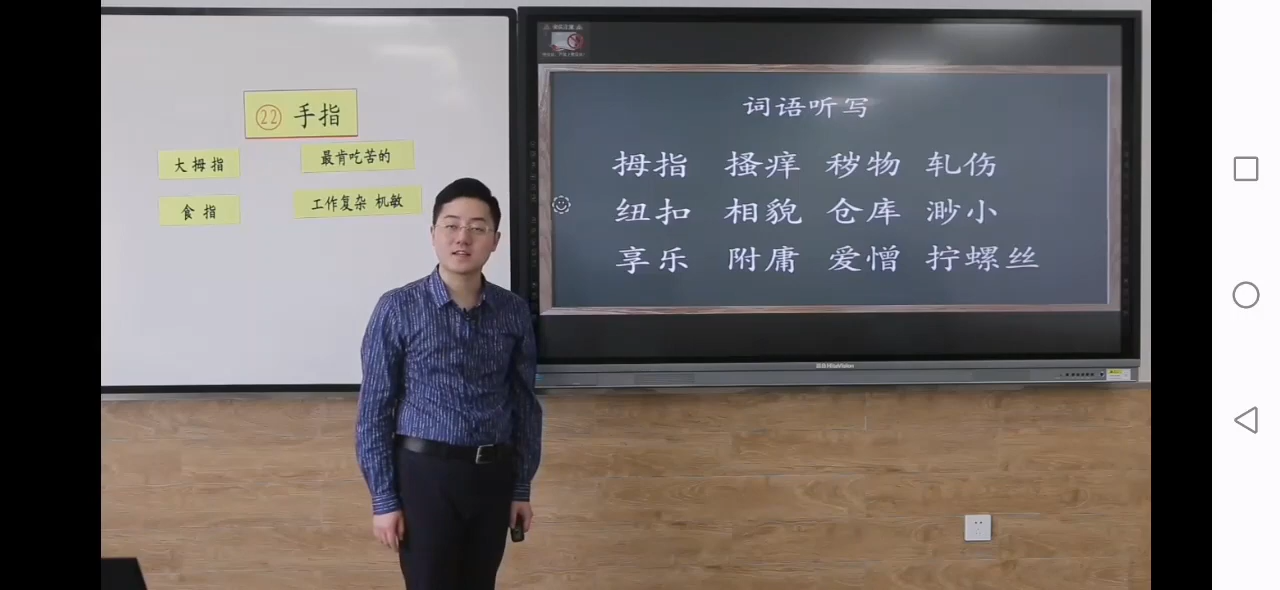 ㉒ 手指
大拇指 最肯吃苦的
食指 工作复杂 机敏
词语听写
拇指 搔痒 秽物 轧伤
纽扣 相貌 仓库 渺小
享乐 附庸 爱憎 拧螺丝